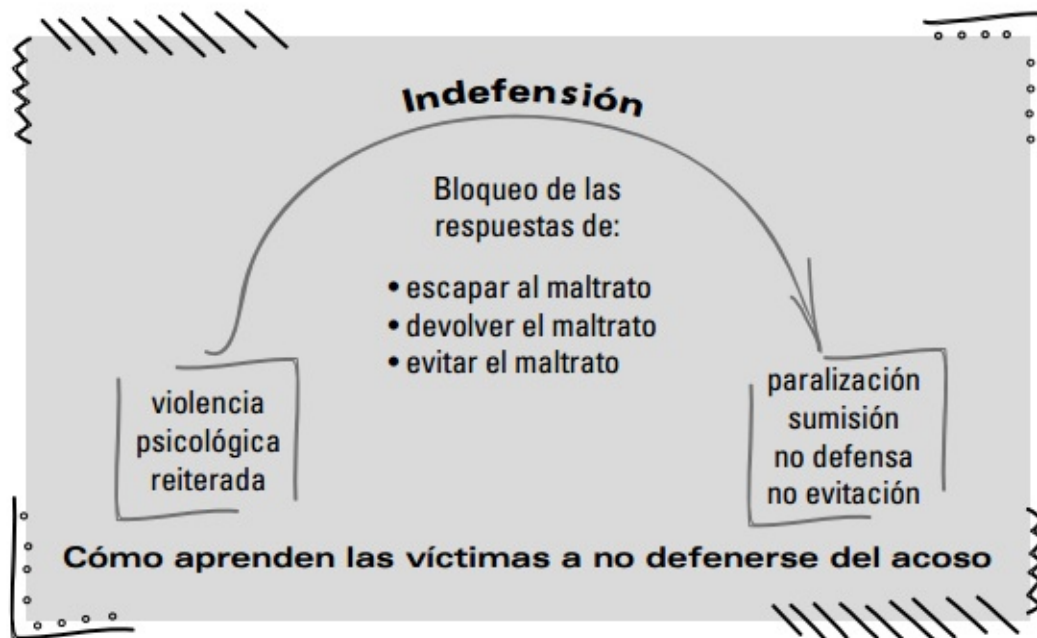 Indefensión
Bloqueo de las
respuestas de:
• escapar al maltrato
• devolver el maltrato
• evitar el maltrato
violencia
psicológica
reiterada
paralización
sumisión
no defensa
no evitación
Cómo aprenden las víctimas a no defenerse del acoso